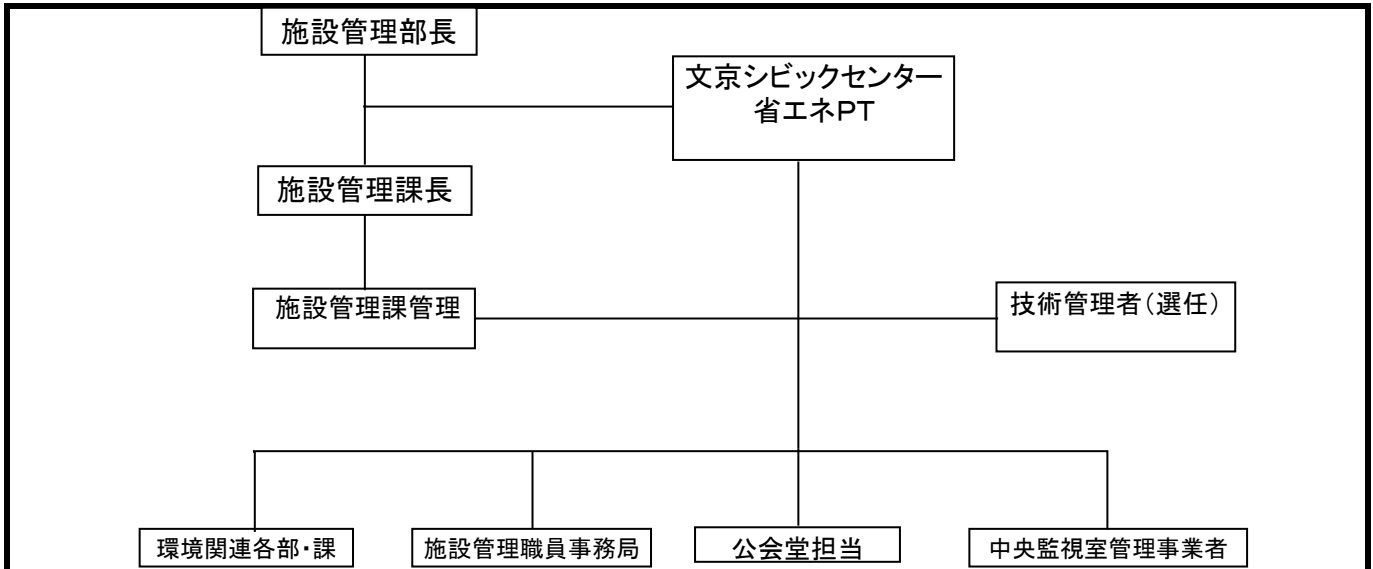 施設管理部長
文京シビックセンター
省エネPT
施設管理課長
施設管理課管理
技術管理者(選任)
環境関連各部・課
施設管理職員事務局
公会堂担当
中央監視室管理事業者